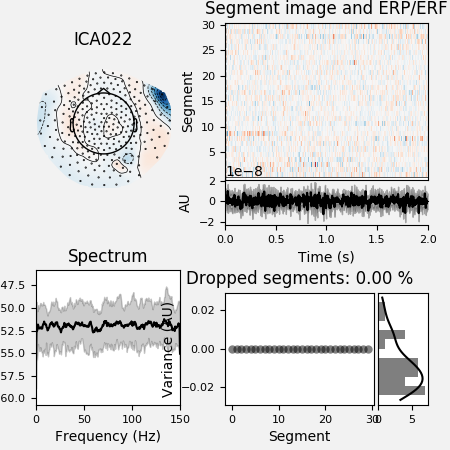 ICA022
Segment image and ERP/ERF
Segment
30
25
20
15
10
5
1e−8
AU
2
0
−2
0.0 0.5 1.0 1.5 2.0
Time (s)
Spectrum
47.5
50.0
52.5
55.0
57.5
60.0
0 50 100 150
Frequency (Hz)
Dropped segments: 0.00 %
Variance (AU)
0.02
0.00
−0.02
0 10 20 30
Segment
0 5